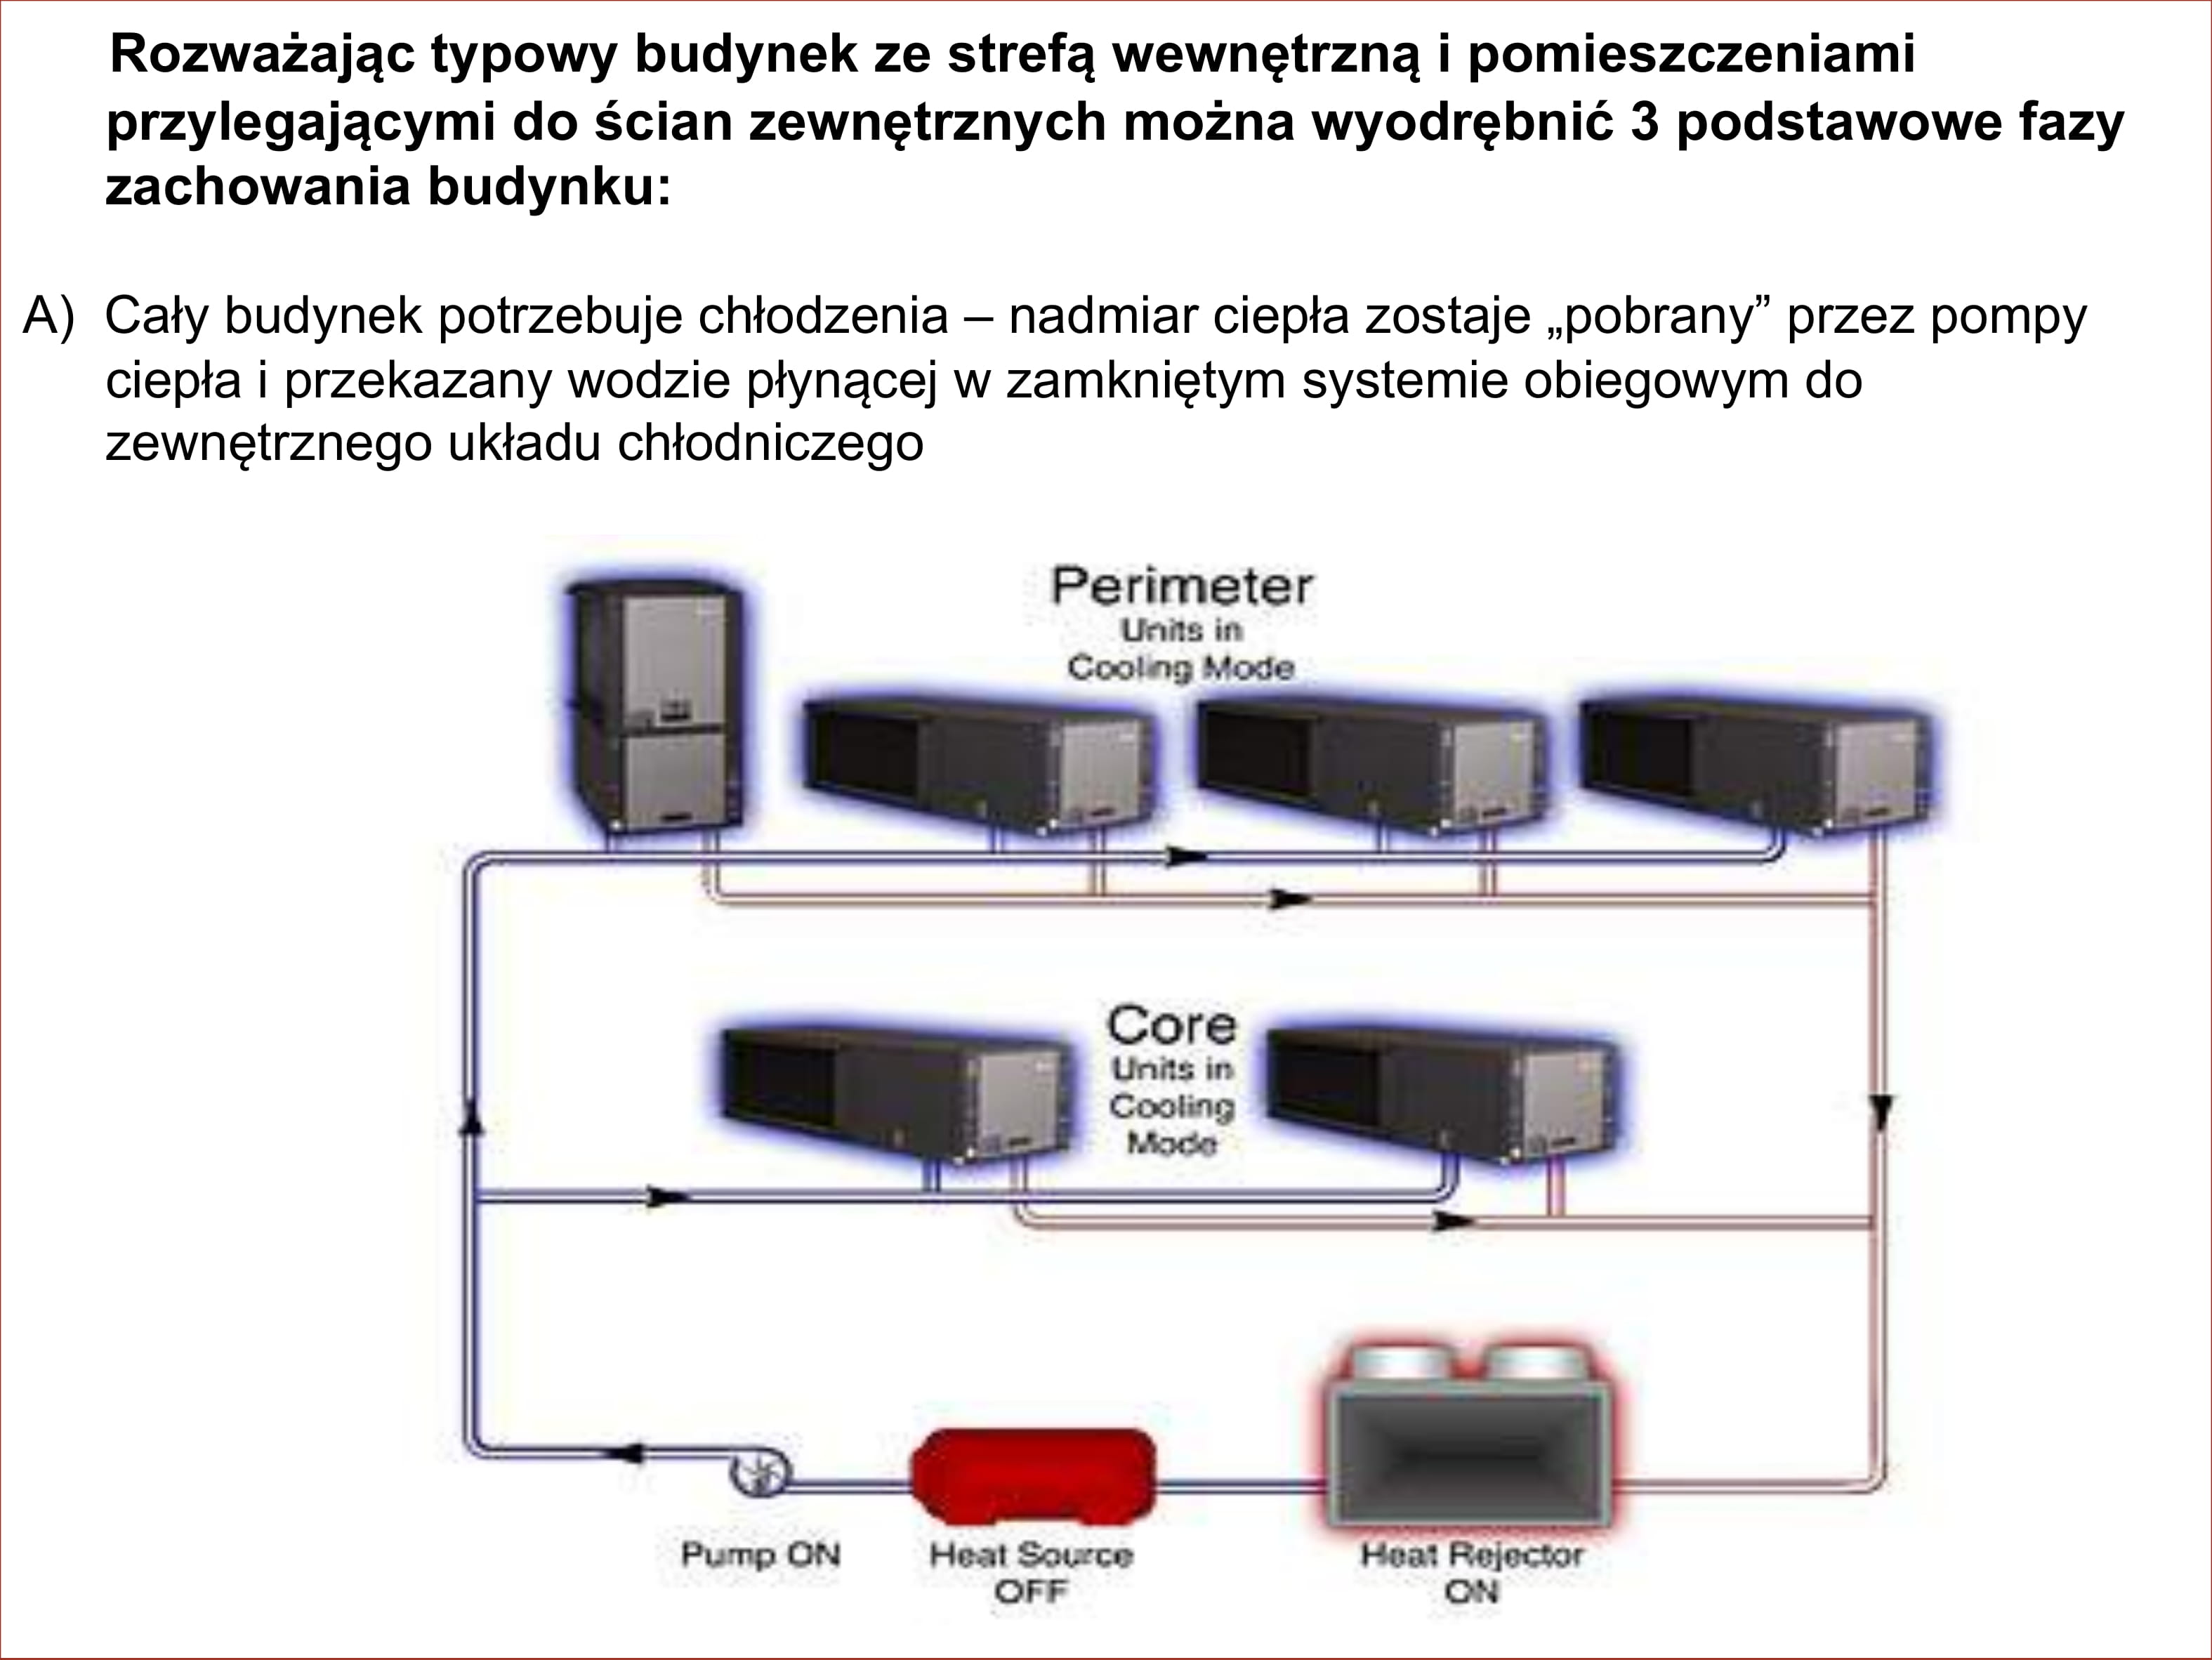 Rozważając typowy budynek ze strefą wewnętrzną i pomieszczeniami
przylegającymi do ścian zewnętrznych można wyodrębnić 3 podstawowe fazy
zachowania budynku:
A) Cały budynek potrzebuje chłodzenia – nadmiar ciepła zostaje „pobrany” przez pompy
ciepła i przekazany wodzie płynącej w zamkniętym systemie obiegowym do
zewnętrznego układu chłodniczego
Perimeter
Units in
Cooling Mode
Core
Units in
Cooling
Mode
Pump ON
Heat Source
OFF
Heat Rejector
ON